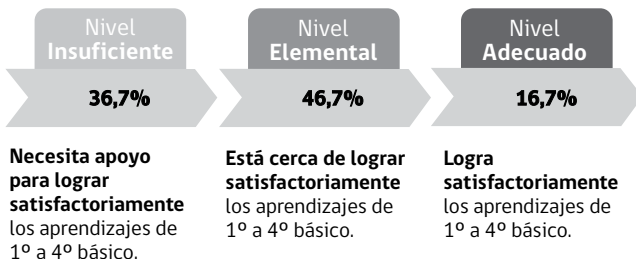 Nivel
Insuficiente
Nivel
Elemental
Nivel
Adecuado
36,7%
46,7%
16,7%
Necesita apoyo
para lograr
satisfactoriamente
los aprendizajes de
1º a 4º básico.
Está cerca de lograr
satisfactoriamente
los aprendizajes de
1º a 4º básico.
Logra
satisfactoriamente
los aprendizajes de
1º a 4º básico.